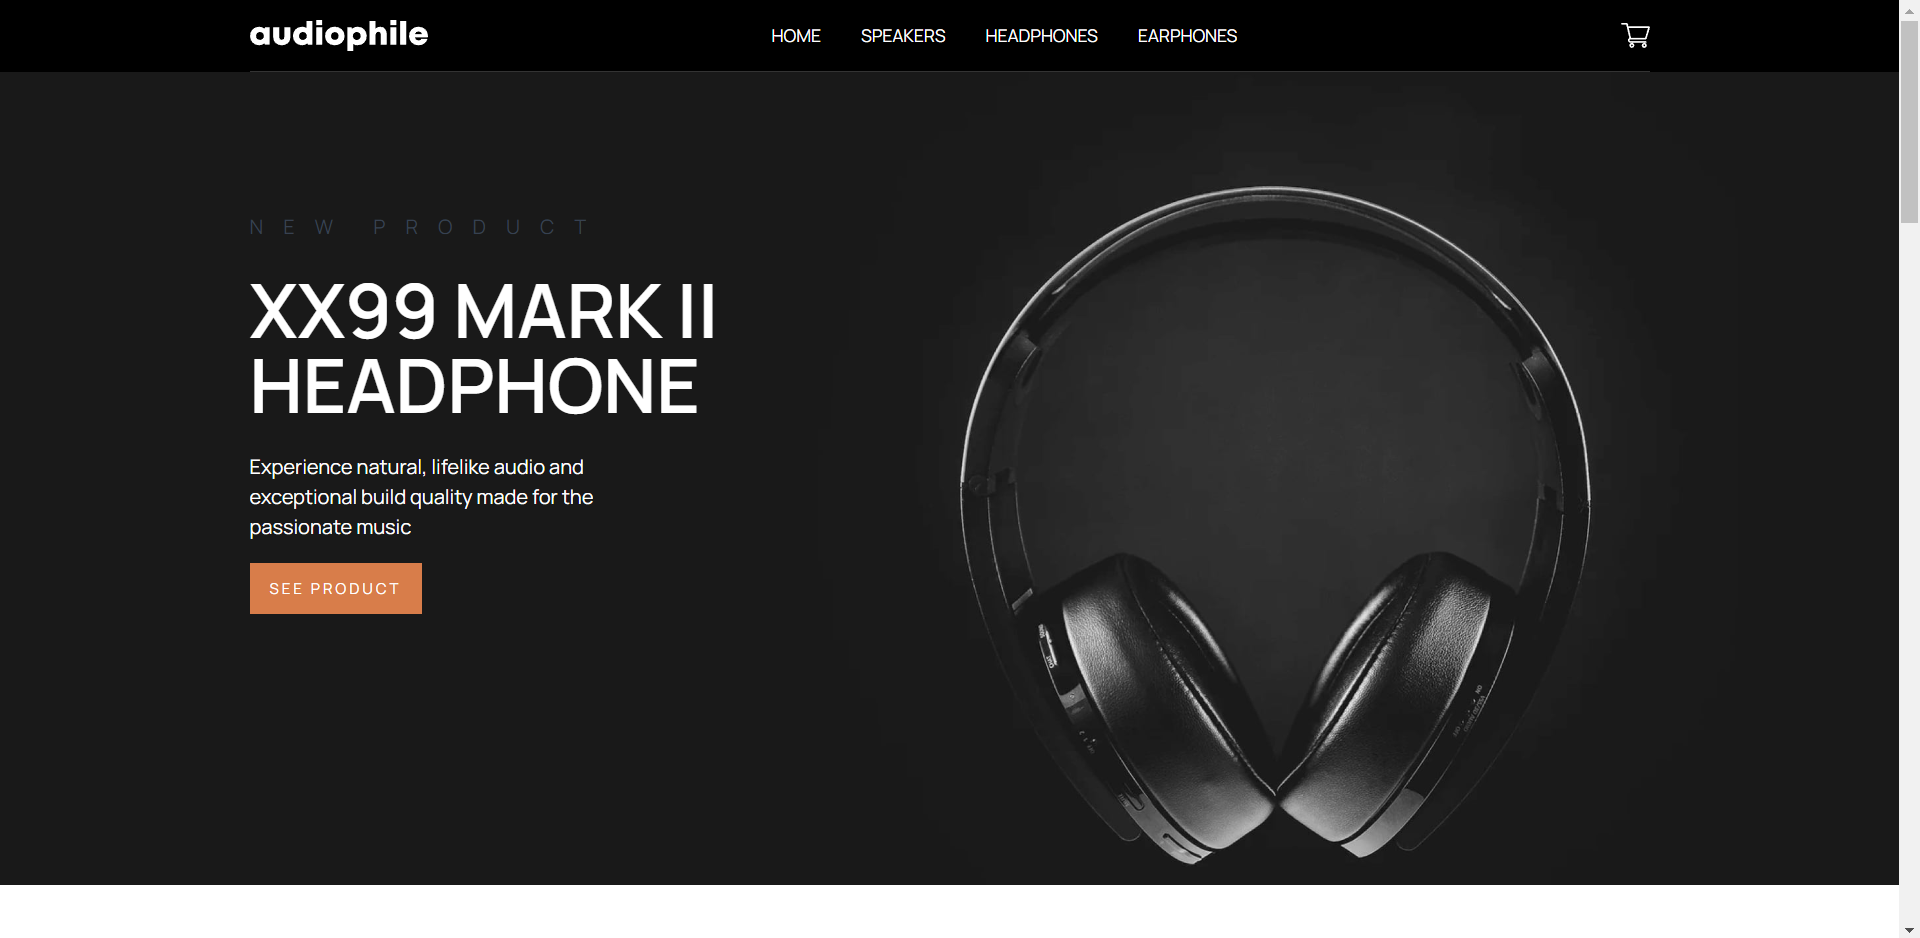 audiophile
HOME SPEAKERS HEADPHONES EARPHONES
NEW PRODUCT
XX99 MARK II
HEADPHONE
Experience natural, lifelike audio and
exceptional build quality made for the
passionate music
SEE PRODUCT